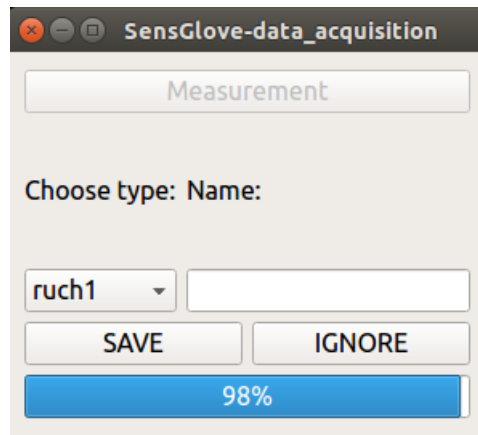 SensGlove-data_acquisition
Measurement
Choose type: Name:
ruch1
SAVE IGNORE
98%